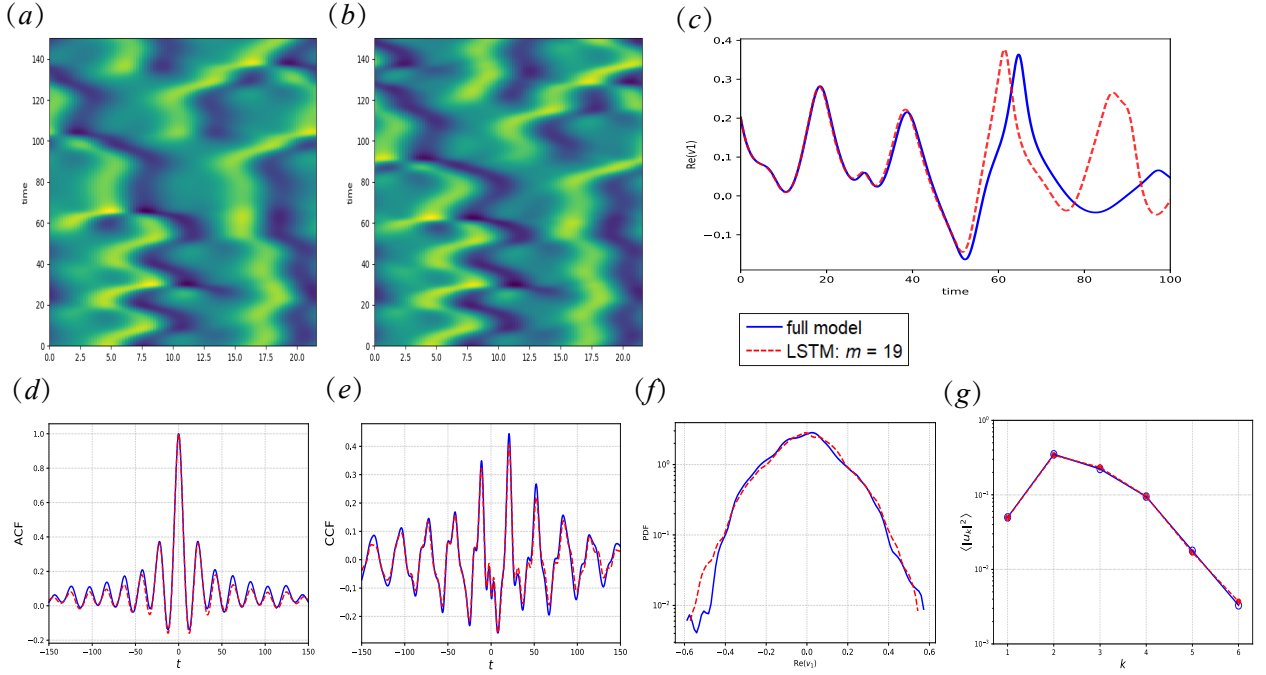 (a)
(b)
(c)
time
140
120
100
80
60
40
20
0
0.0 2.5 5.0 7.5 10.0 12.5 15.0 17.5 20.0
time
140
120
100
80
60
40
20
0
0.0 2.5 5.0 7.5 10.0 12.5 15.0 17.5 20.0
Re(v1)
0.4
0.3
0.2
0.1
0.0
−0.1
0 20 40 60 80 100
time
full model
LSTM: m = 19
(d)
(e)
(f)
(g)
ACF
1.0
0.8
0.6
0.4
0.2
0.0
−0.2
−150 −100 −50 0 50 100 150
t
CCF
0.4
0.3
0.2
0.1
0.0
−0.1
−0.2
−150 −100 −50 0 50 100 150
t
PDF
10⁰
10⁻¹
10⁻²
−0.6 −0.4 −0.2 0.0 0.2 0.4 0.6
Re(v₁)
⟨|uₖ|²⟩
10⁰
10⁻¹
10⁻²
10⁻³
1 2 3 4 5 6
k